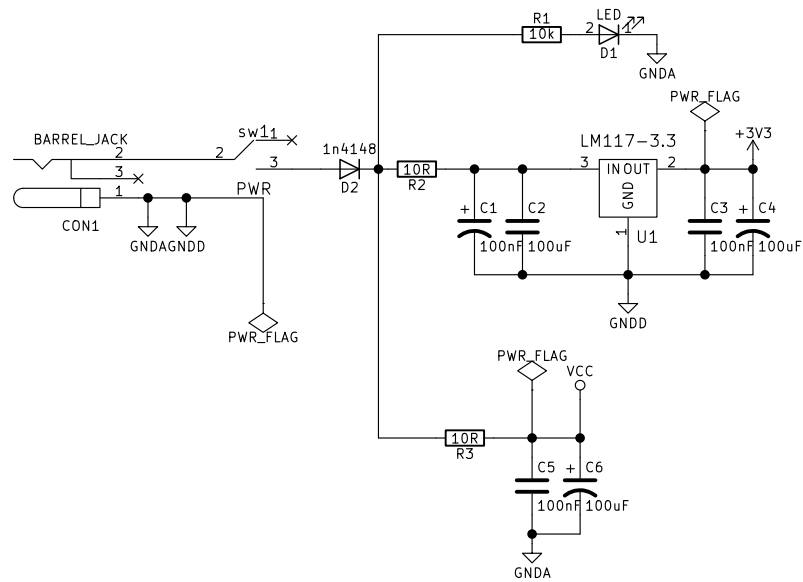 R1
LED
10k
2
1
D1
GNDA
PWR_FLAG
BARREL_JACK
sw1
1
1n4148
LM117-3.3
+3V3
2
2
3
3
D2
10R
R2
3
IN OUT
2
GND
1
PWR
CON1
GNDA GNDD
+
C1
C2
C3
+
C4
100nF
100uF
1
U1
100nF
100uF
PWR_FLAG
GNDD
PWR_FLAG
VCC
10R
R3
C5
+
C6
100nF
100uF
GNDA